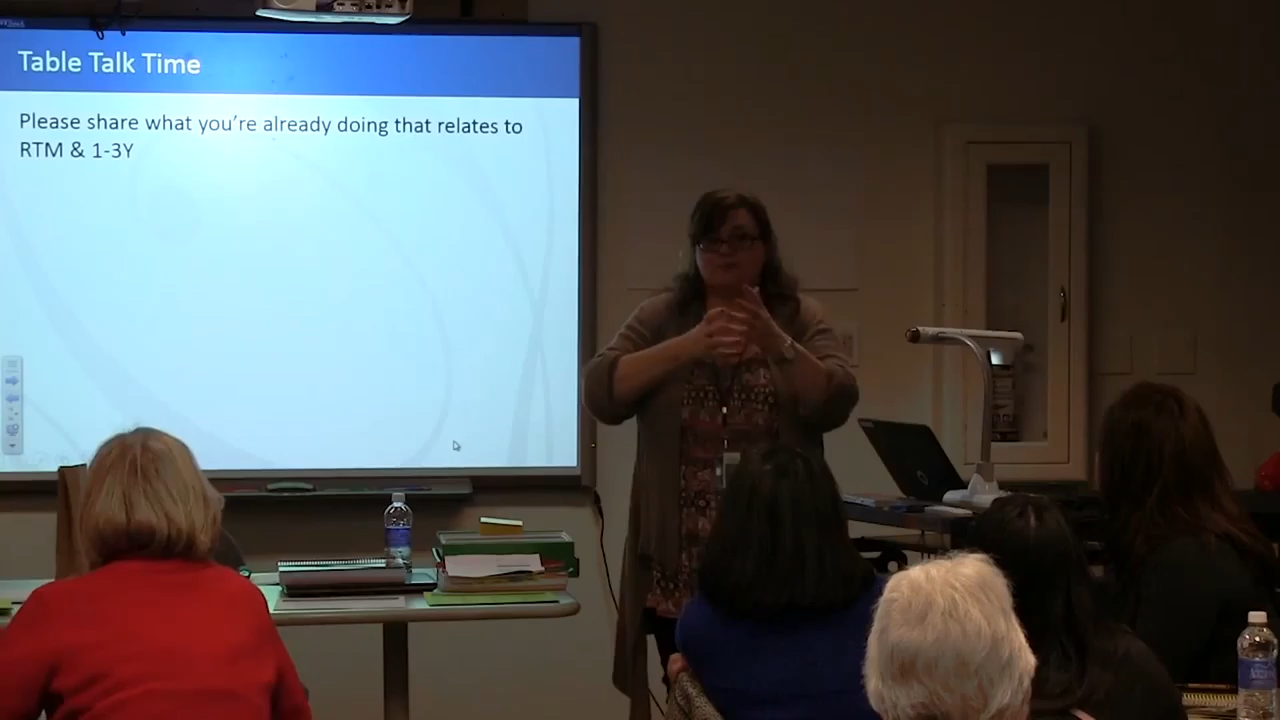 Table Talk Time
Please share what you're already doing that relates to
RTM & 1-3Y